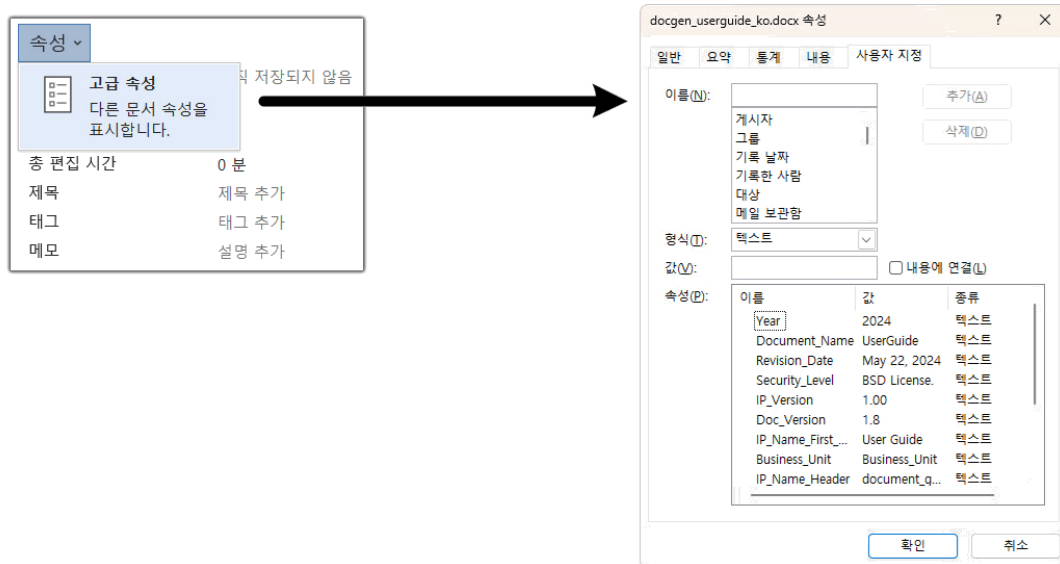 속성
고급 속성
다른 문서 속성을
표시합니다.
저장되지 않음
총 편집 시간 0 분
제목 제목 추가
태그 태그 추가
메모 설명 추가
docgen_userguide_ko.docx 속성 ? ×
일반 요약 통계 내용 사용자 지정
이름(N): 추가(A)
삭제(D)
게시자
그룹
기록 날짜
기록한 사람
대상
메일 보관함
형식(T): 텍스트
값(V): 내용에 연결(L)
속성(P): 이름 값 종류
Year 2024 텍스트
Document_Name UserGuide 텍스트
Revision_Date May 22, 2024 텍스트
Security_Level BSD License. 텍스트
IP_Version 1.00 텍스트
Doc_Version 1.8 텍스트
IP_Name_First_... User Guide 텍스트
Business_Unit Business_Unit 텍스트
IP_Name_Header document_g... 텍스트
확인 취소